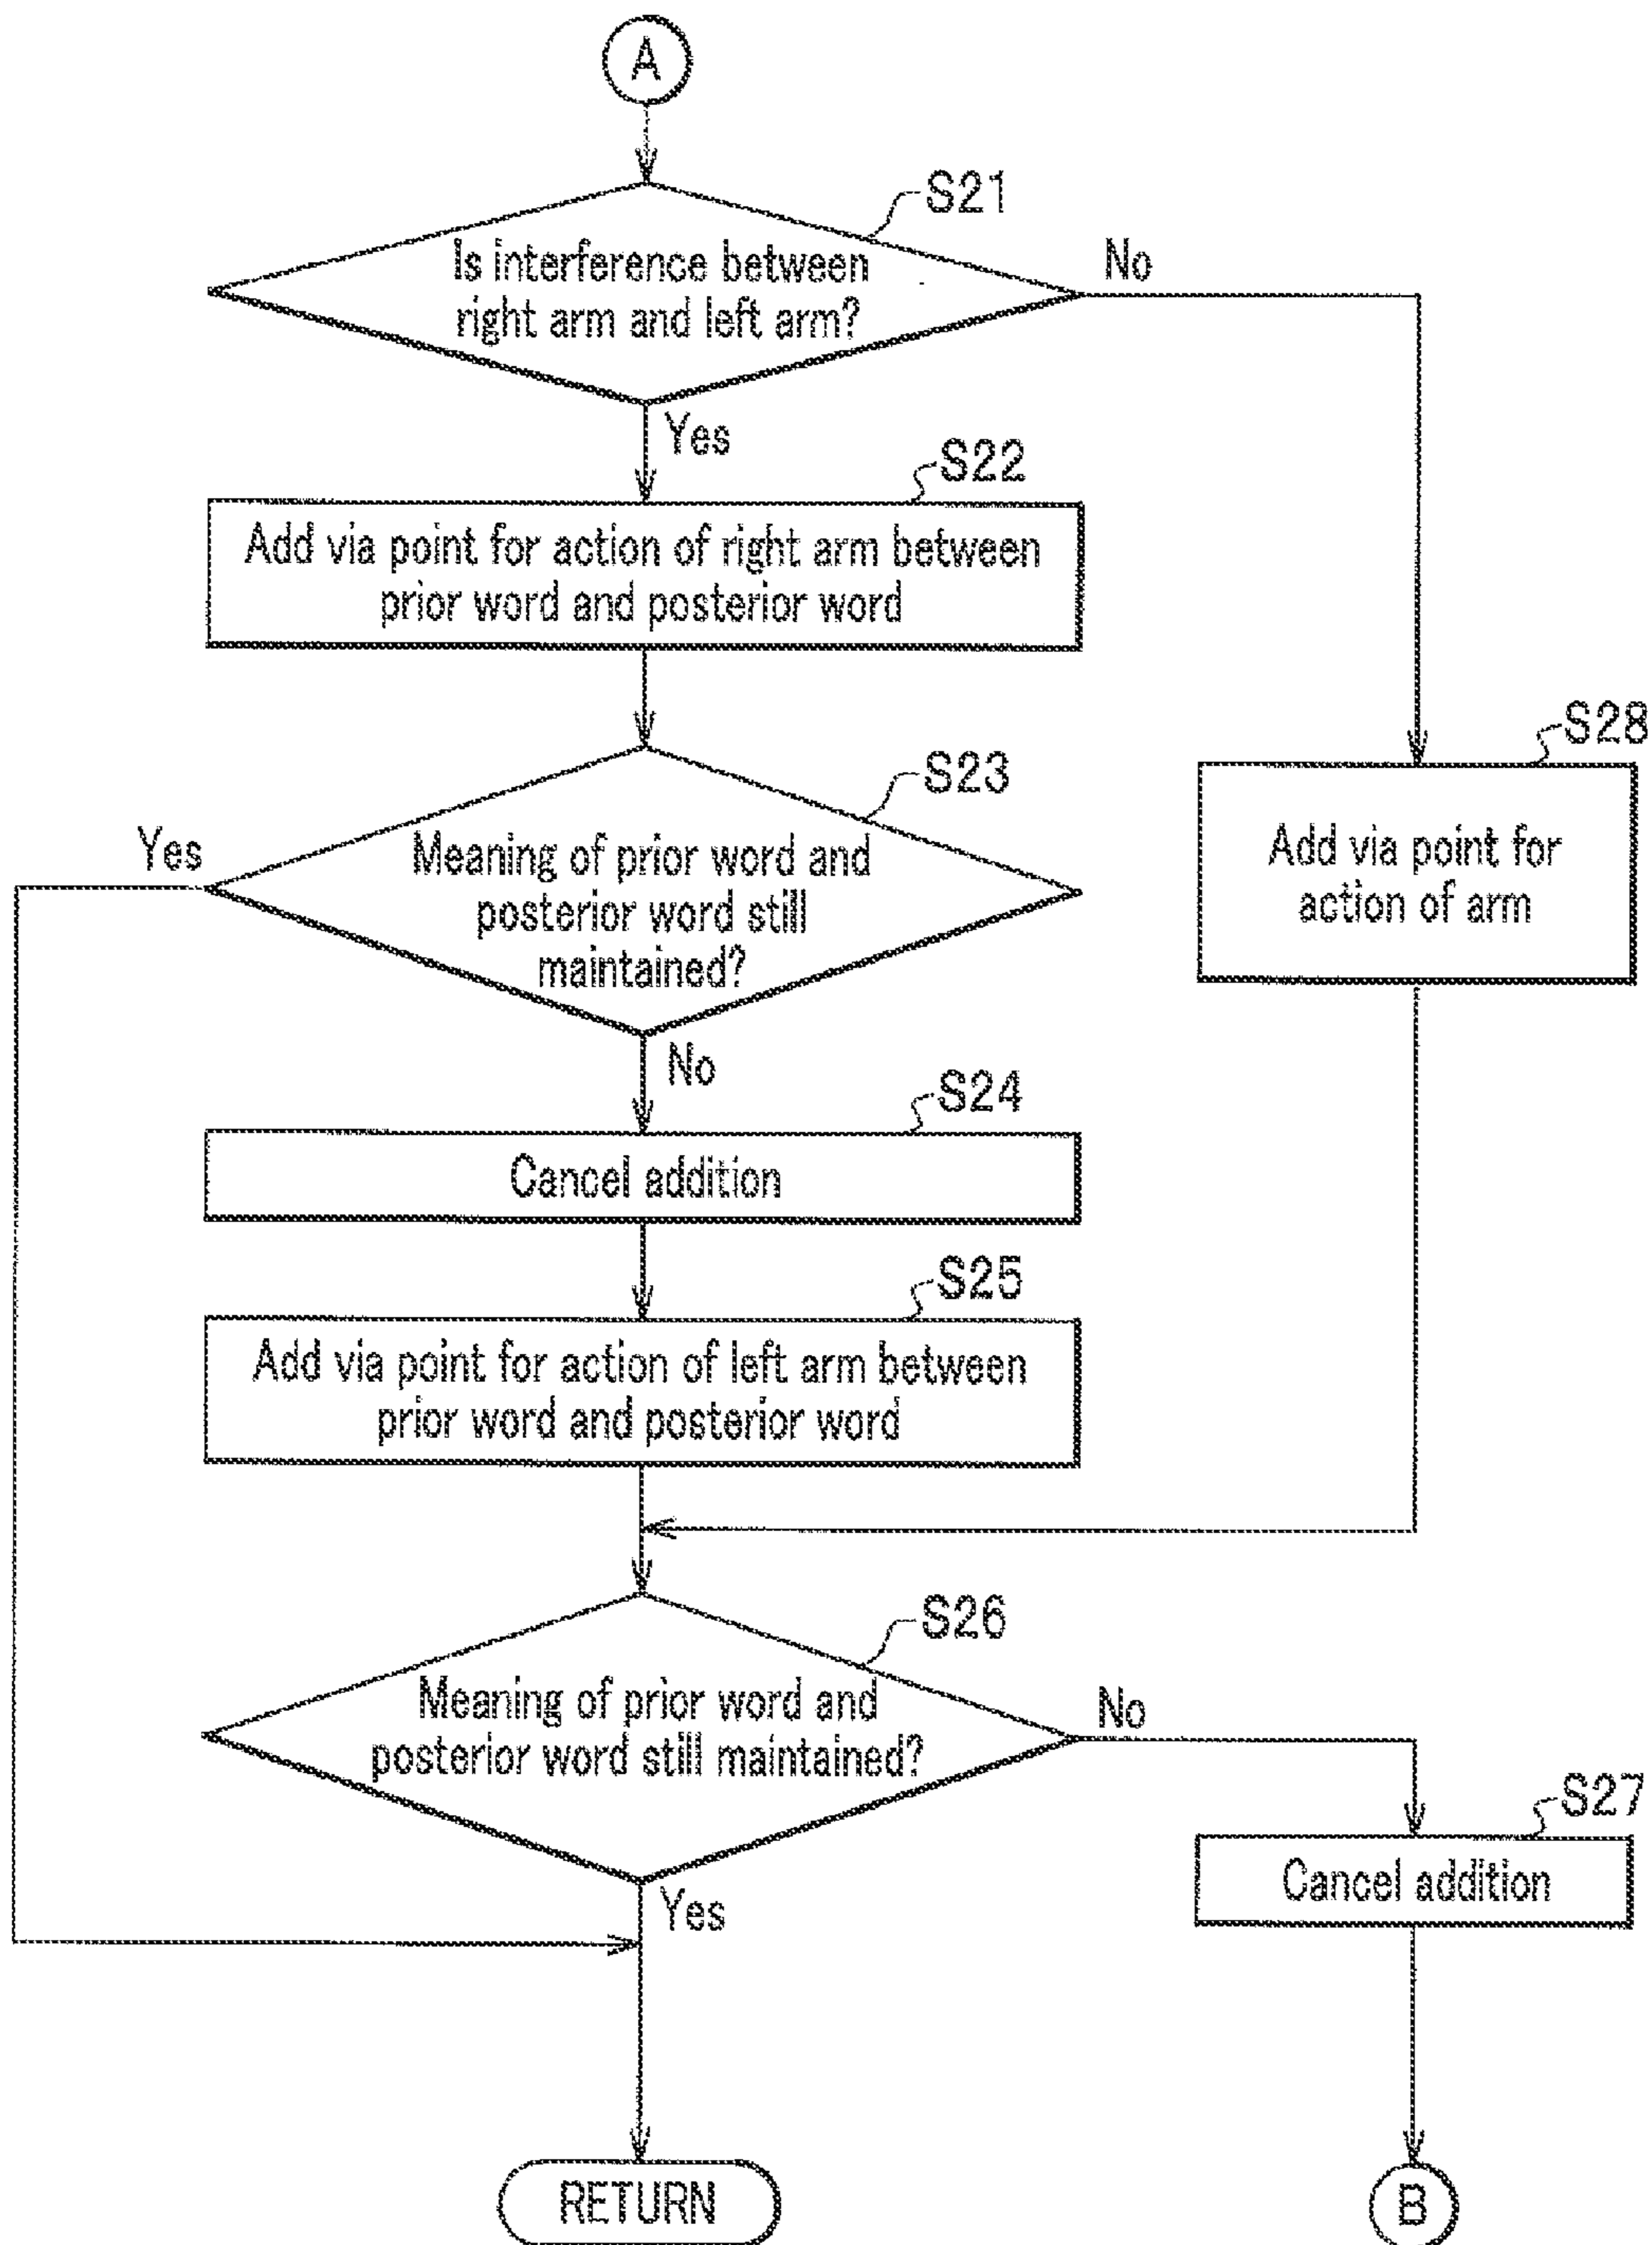 A
S21
Is interference between
right arm and left arm?
No
Yes
S22
Add via point for action of right arm between
prior word and posterior word
S28
Add via point for
action of arm
S23
Yes
Meaning of prior word and
posterior word still
maintained?
No
S24
Cancel addition
S25
Add via point for action of left arm between
prior word and posterior word
S26
Meaning of prior word and
posterior word still maintained?
No
S27
Cancel addition
Yes
RETURN
B